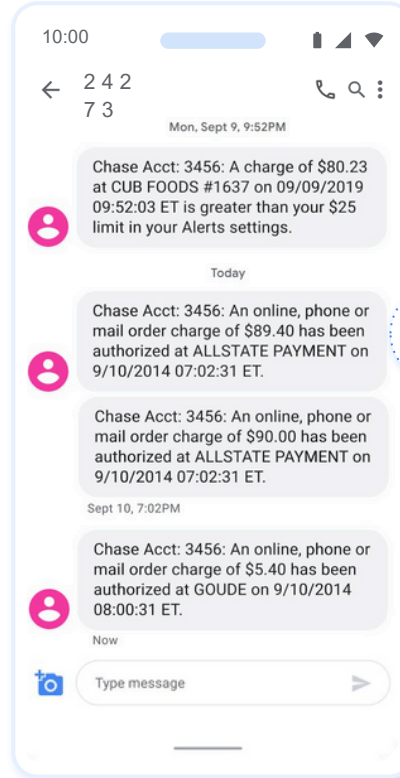 10:00
2 4 2
7 3
Mon, Sept 9, 9:52PM
Chase Acct: 3456: A charge of $80.23
at CUB FOODS #1637 on 09/09/2019
09:52:03 ET is greater than your $25
limit in your Alerts settings.
Today
Chase Acct: 3456: An online, phone or
mail order charge of $89.40 has been
authorized at ALLSTATE PAYMENT on
9/10/2014 07:02:31 ET.
Chase Acct: 3456: An online, phone or
mail order charge of $90.00 has been
authorized at ALLSTATE PAYMENT on
9/10/2014 07:02:31 ET.
Sept 10, 7:02PM
Chase Acct: 3456: An online, phone or
mail order charge of $5.40 has been
authorized at GOUDE on 9/10/2014
08:00:31 ET.
Now
Type message